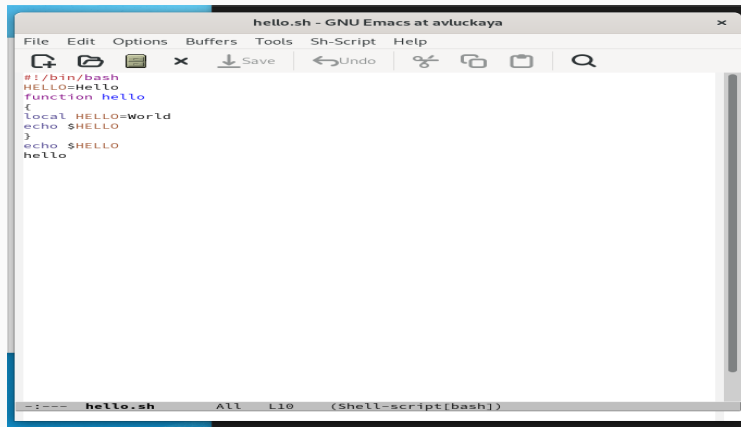 hello.sh - GNU Emacs at avluckaya ×
File Edit Options Buffers Tools Sh-Script Help
Save Undo
#!/bin/bash
HELLO=Hello
function hello
{
local HELLO=World
echo $HELLO
}
echo $HELLO
hello
-:--- hello.sh All L10 (Shell-script[bash])